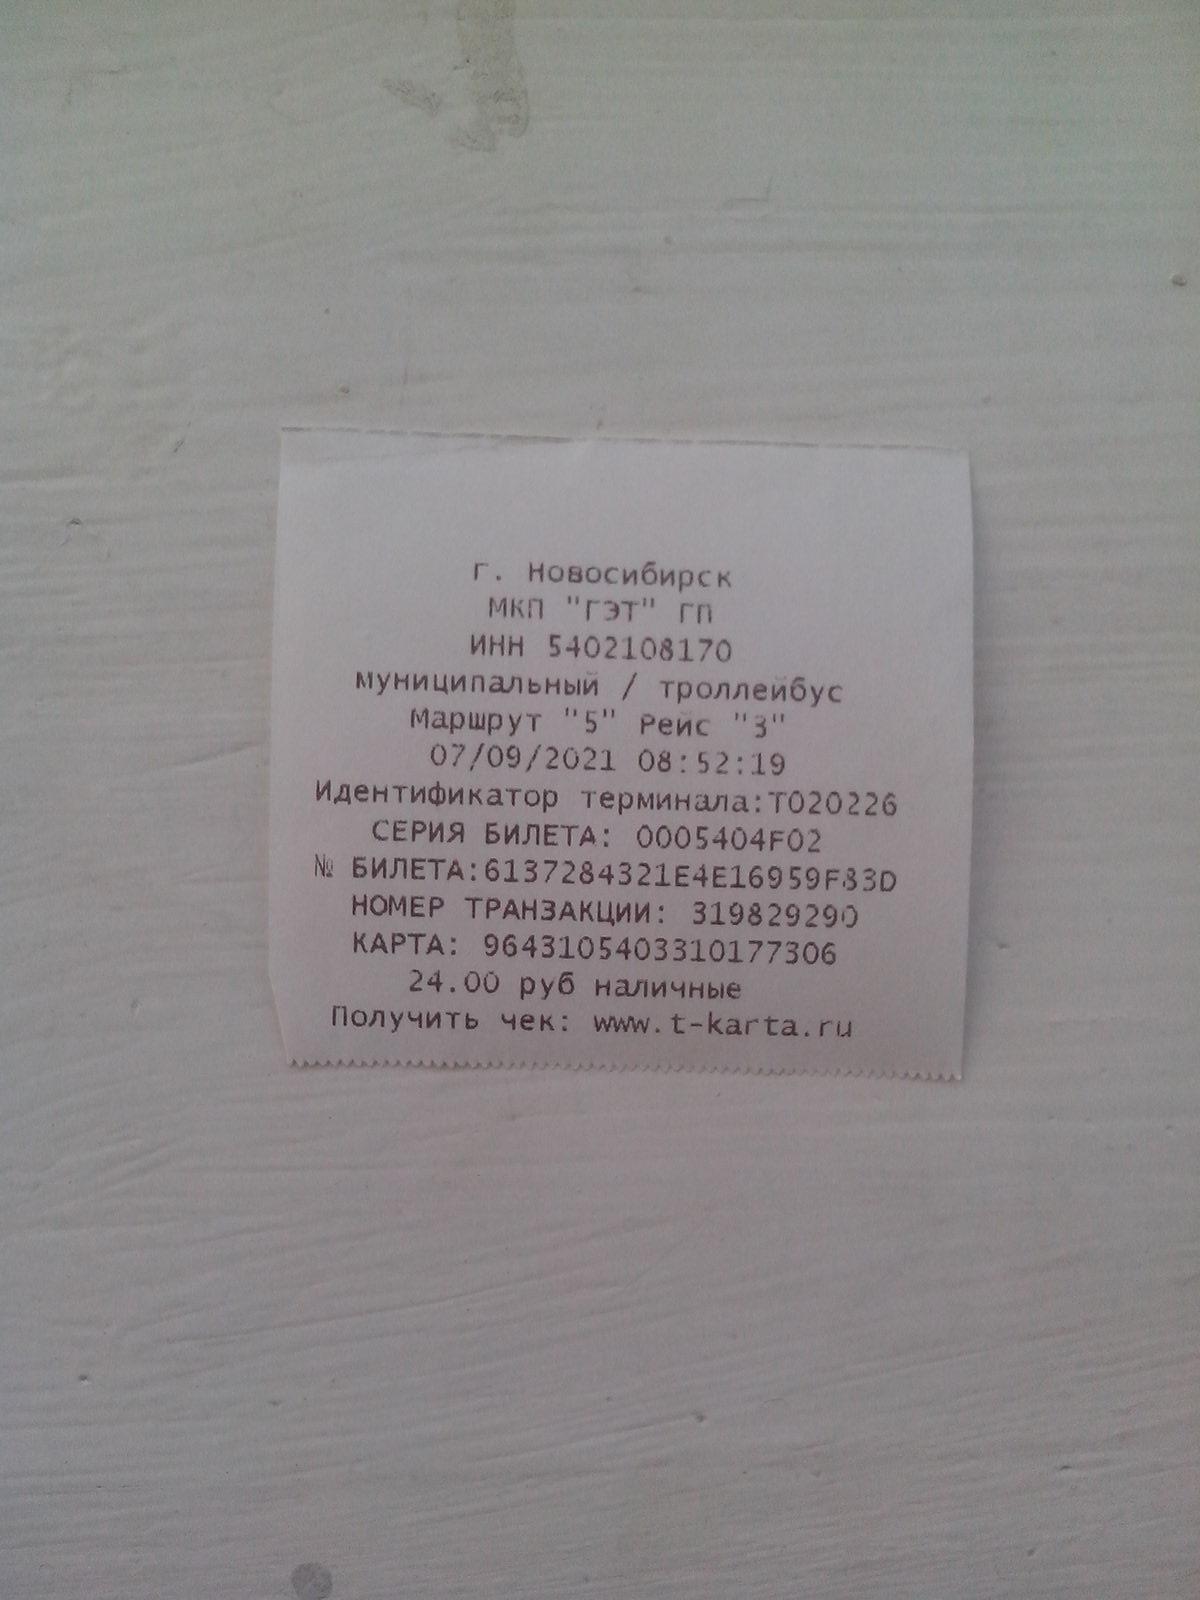 г. Новосибирск
МКП "ГЭТ" ГП
ИНН 5402108170
муниципальный / троллейбус
Маршрут "5" Рейс "3"
07/09/2021 08:52:19
Идентификатор терминала:T020226
СЕРИЯ БИЛЕТА: 0005404F02
№ БИЛЕТА:6137284321E4E16959F83D
НОМЕР ТРАНЗАКЦИИ: 319829290
КАРТА: 9643105403310177306
24.00 руб наличные
Получить чек: www.t-karta.ru